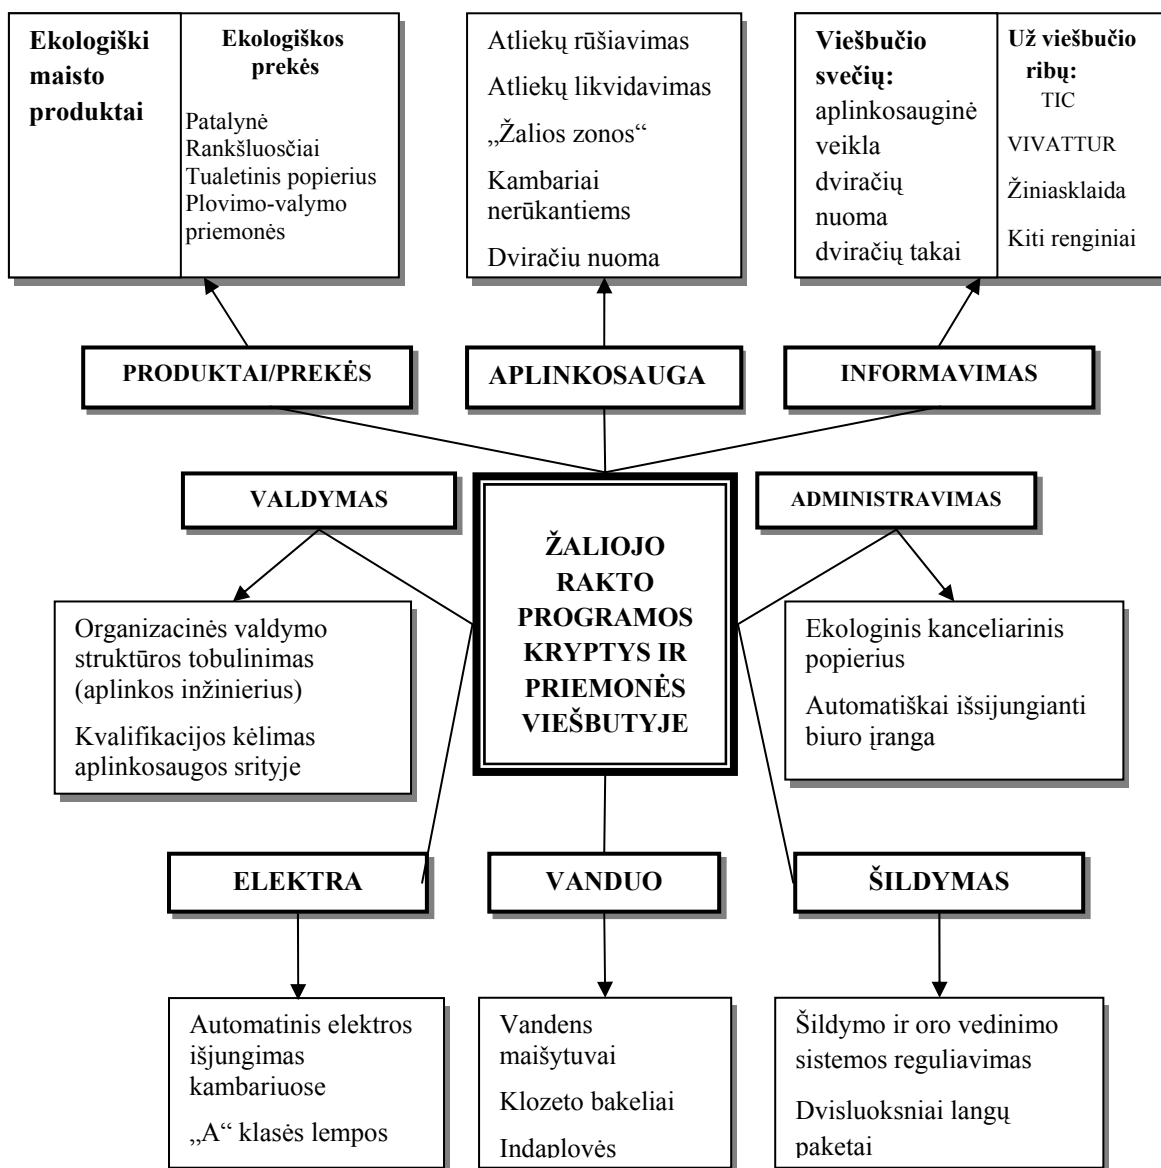 Ekologiški
maisto
produktai
Ekologiškos
prekės
Patalynė
Rankšluosčiai
Tualetinis popierius
Plovimo-valymo
priemonės
Atliekų rūšiavimas
Atliekų likvidavimas
„Žalios zonos“
Kambariai
nerūkantiems
Dviračiu nuoma
Viešbučio
svečių:
aplinkosauginė
veikla
dviračių
nuoma
dviračių takai
Už viešbučio
ribų:
TIC
VIVATTUR
Žiniasklaida
Kiti renginiai
PRODUKTAI/PREKĖS
APLINKOSAUGA
INFORMAVIMAS
VALDYMAS
ŽALIOJO
RAKTO
PROGRAMOS
KRYPTYS IR
PRIEMONĖS
VIEŠBUTYJE
ADMINISTRAVIMAS
Organizacinės valdymo
struktūros tobulinimas
(aplinkos inžinierius)
Kvalifikacijos kėlimas
aplinkosaugos srityje
Ekologinis kanceliarinis
popierius
Automatiškai išsijungianti
biuro įranga
ELEKTRA
VANDUO
ŠILDYMAS
Automatinis elektros
išjungimas
kambariuose
„A“ klasės lempos
Vandens
maišytuvai
Klozeto bakeliai
Indaplovės
Šildymo ir oro vedinimo
sistemos reguliavimas
Dvisluoksniai langų
paketai